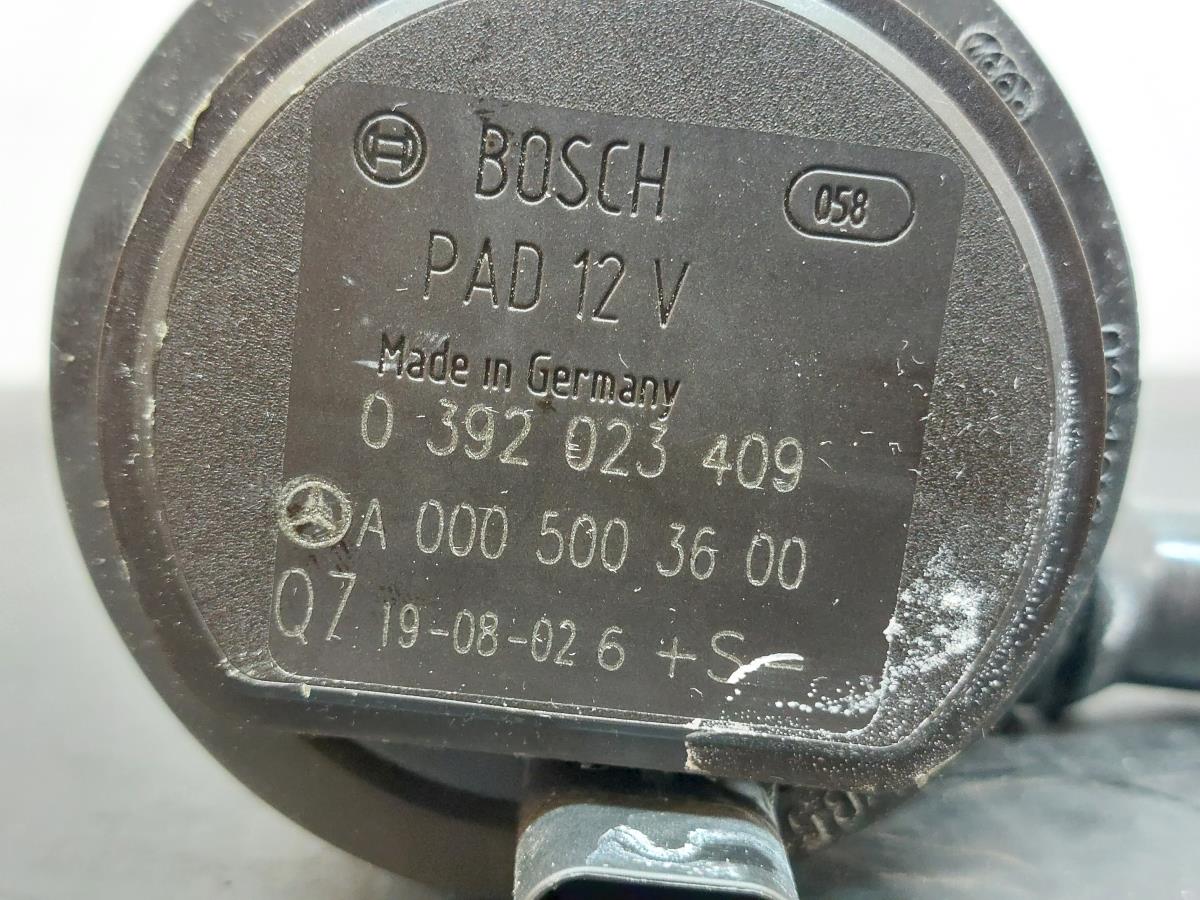 BOSCH 058
PAD 12 V
Made in Germany
0 392 023 409
A 000 500 36 00
Q7 19-08-02 6 +S-